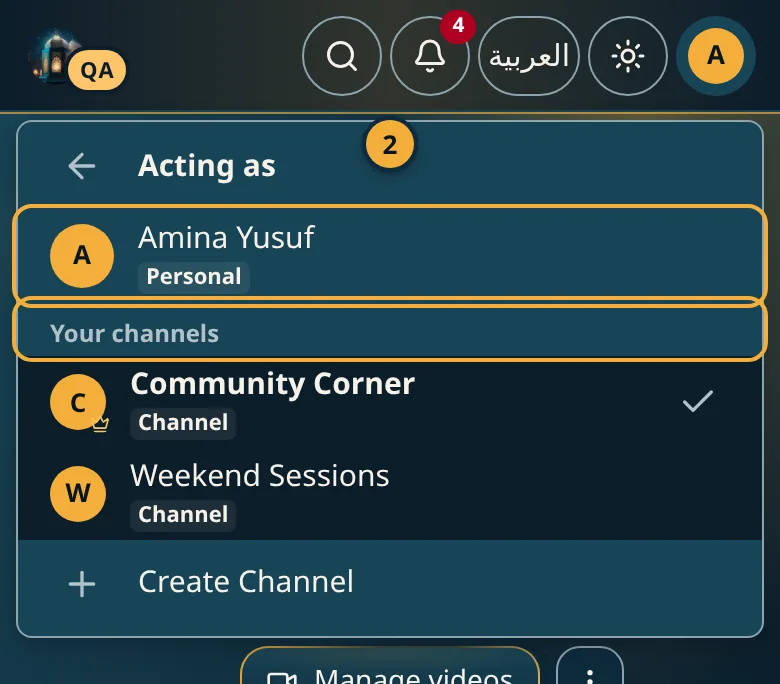 QA
4
العربية
A
2
Acting as
A
Amina Yusuf
Personal
Your channels
C
Community Corner
Channel
W
Weekend Sessions
Channel
Create Channel
Manage videos